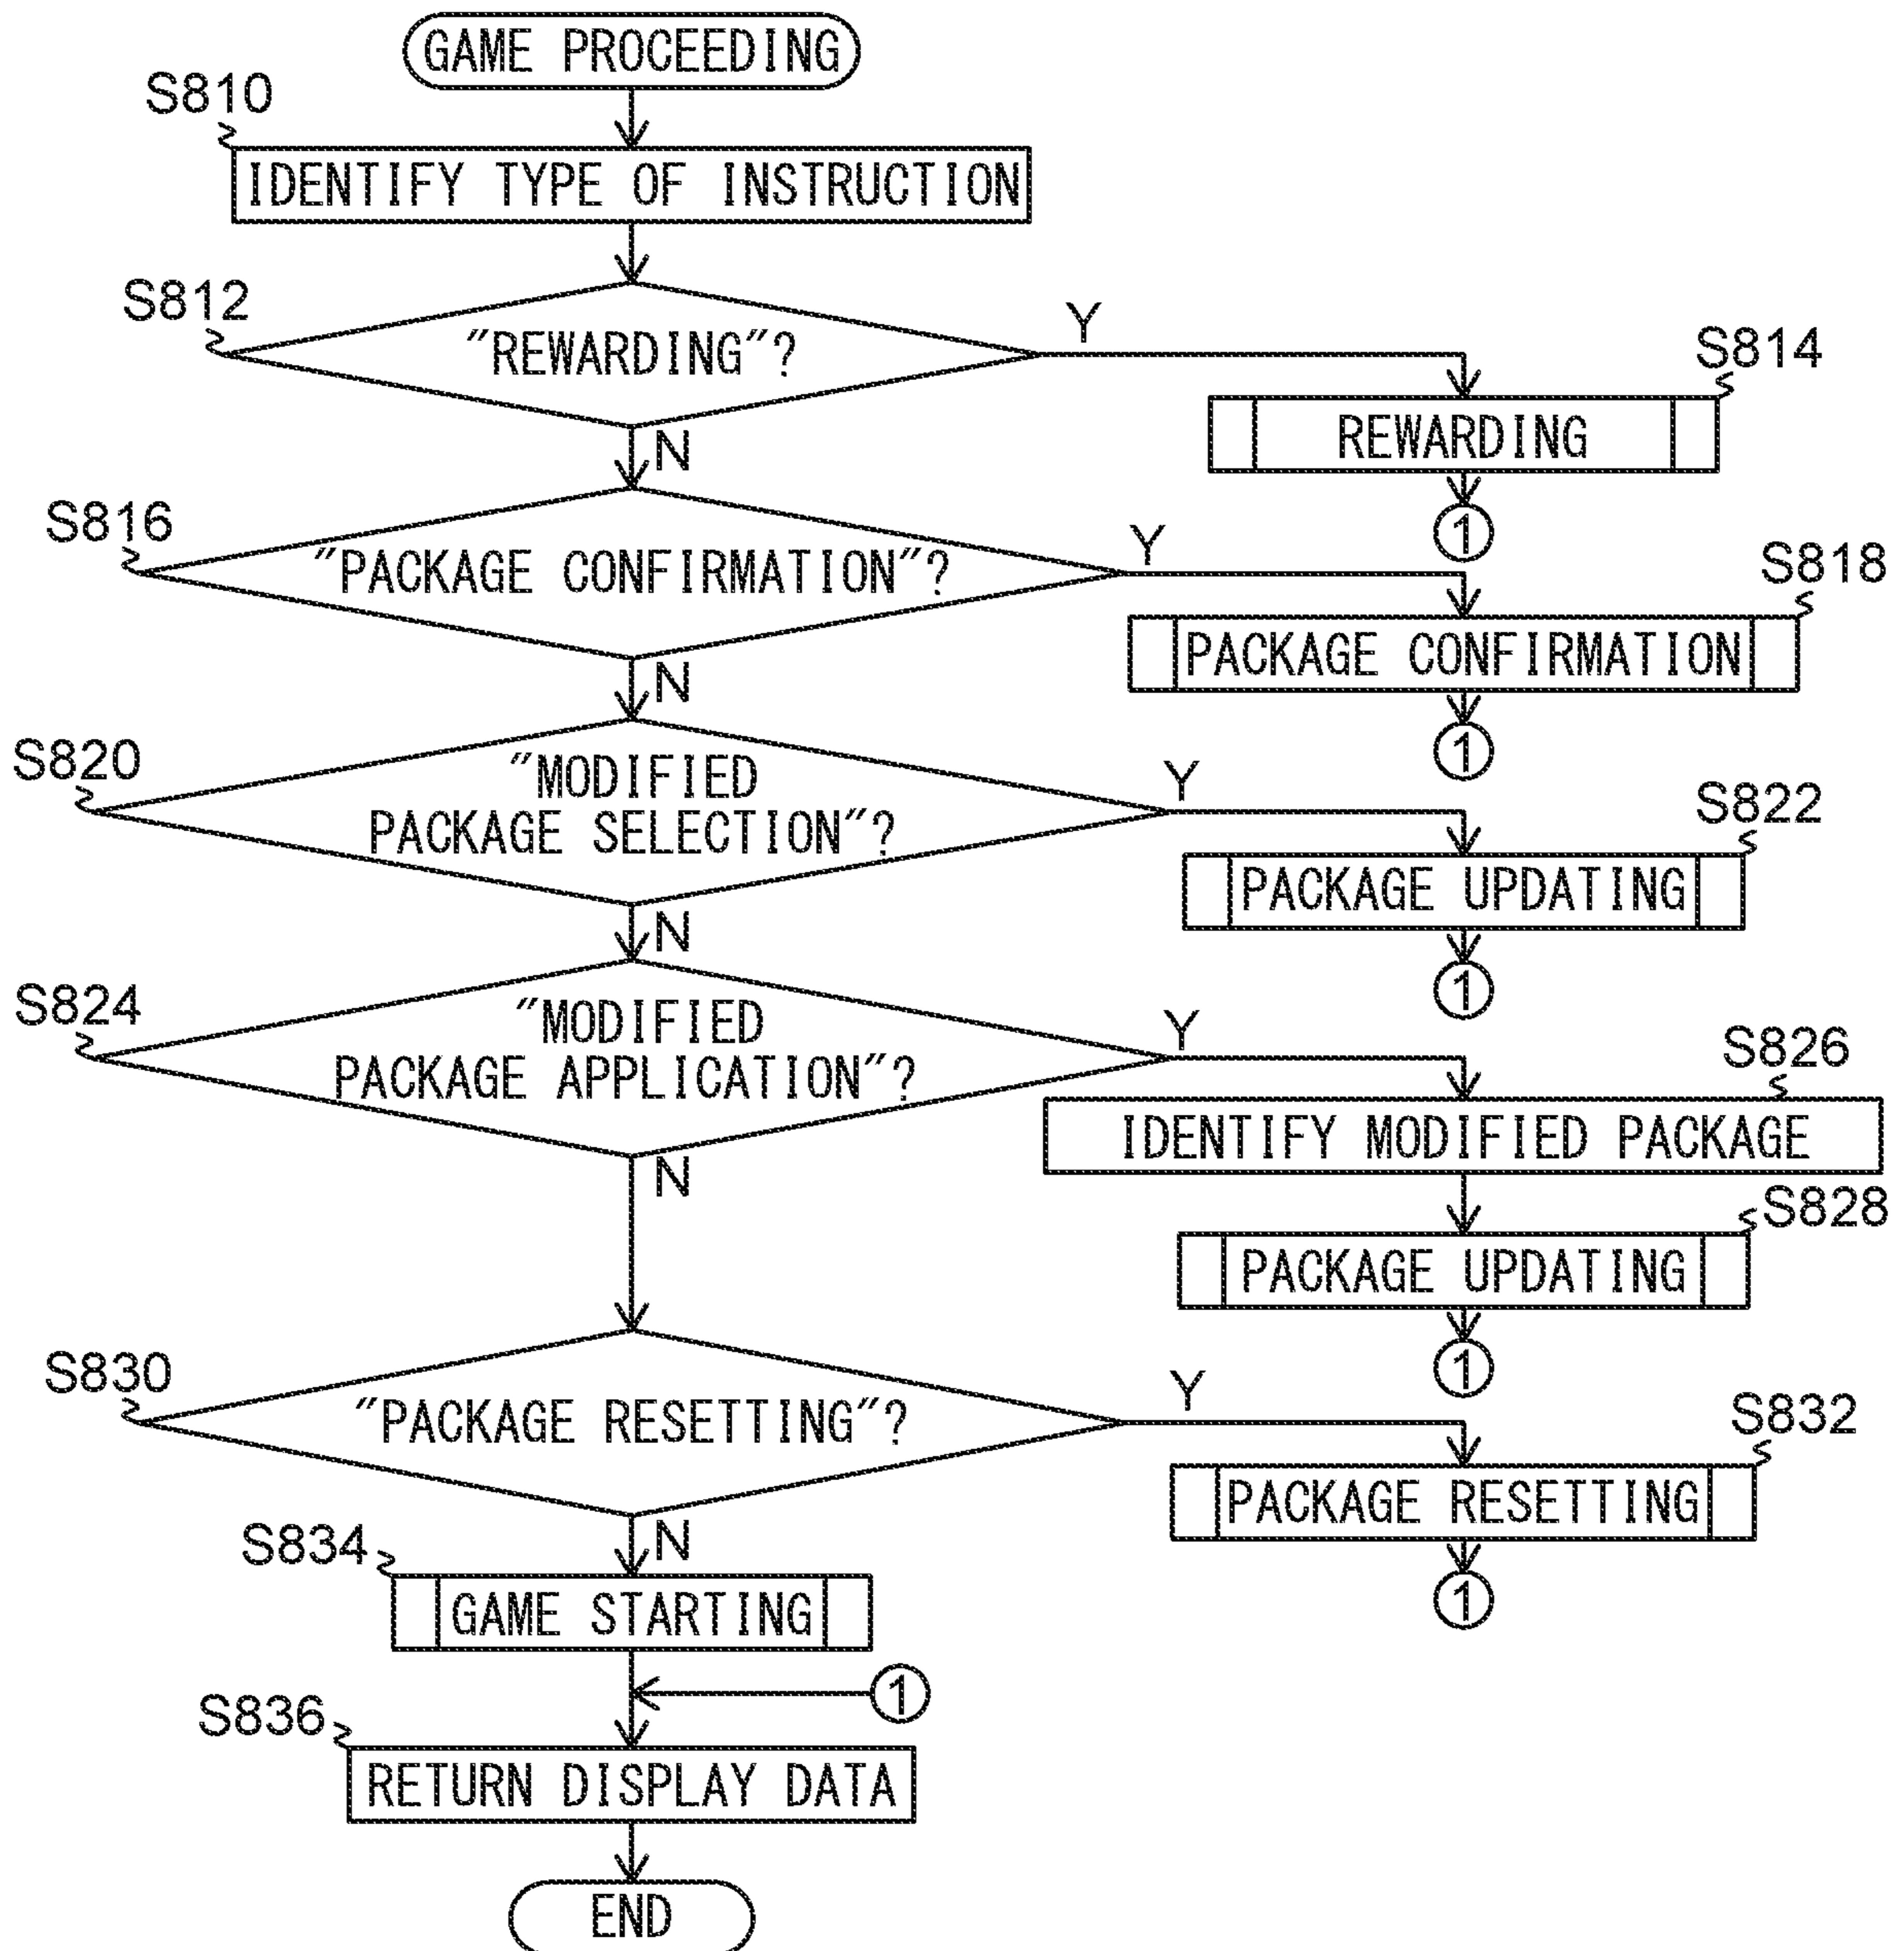 GAME PROCEEDING
S810
IDENTIFY TYPE OF INSTRUCTION
S812
"REWARDING"?
Y
S814
REWARDING
N
1
S816
"PACKAGE CONFIRMATION"?
Y
S818
PACKAGE CONFIRMATION
N
1
S820
"MODIFIED
PACKAGE SELECTION"?
Y
S822
PACKAGE UPDATING
N
1
S824
"MODIFIED
PACKAGE APPLICATION"?
Y
S826
IDENTIFY MODIFIED PACKAGE
N
S828
PACKAGE UPDATING
1
S830
"PACKAGE RESETTING"?
Y
S832
PACKAGE RESETTING
N
1
S834
GAME STARTING
1
S836
RETURN DISPLAY DATA
END